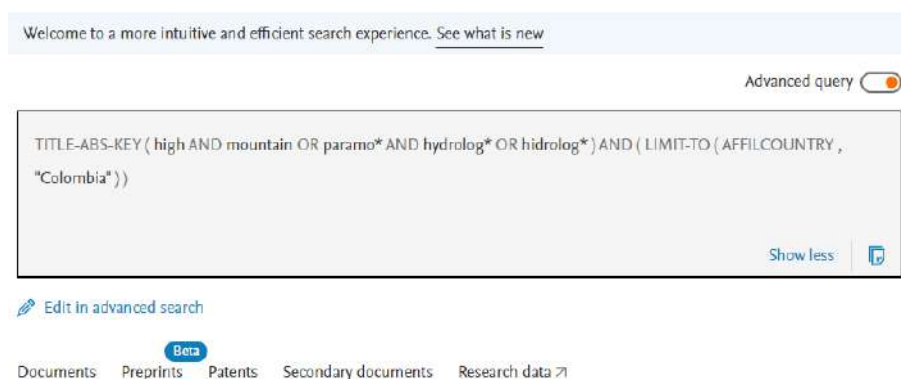 Welcome to a more intuitive and efficient search experience. See what is new
Advanced query
TITLE-ABS-KEY ( high AND mountain OR paramo* AND hydrolog* OR hidrolog* ) AND ( LIMIT-TO ( AFFILCOUNTRY ,
"Colombia" ) )
Show less
Edit in advanced search
Beta
Documents Preprints Patents Secondary documents Research data